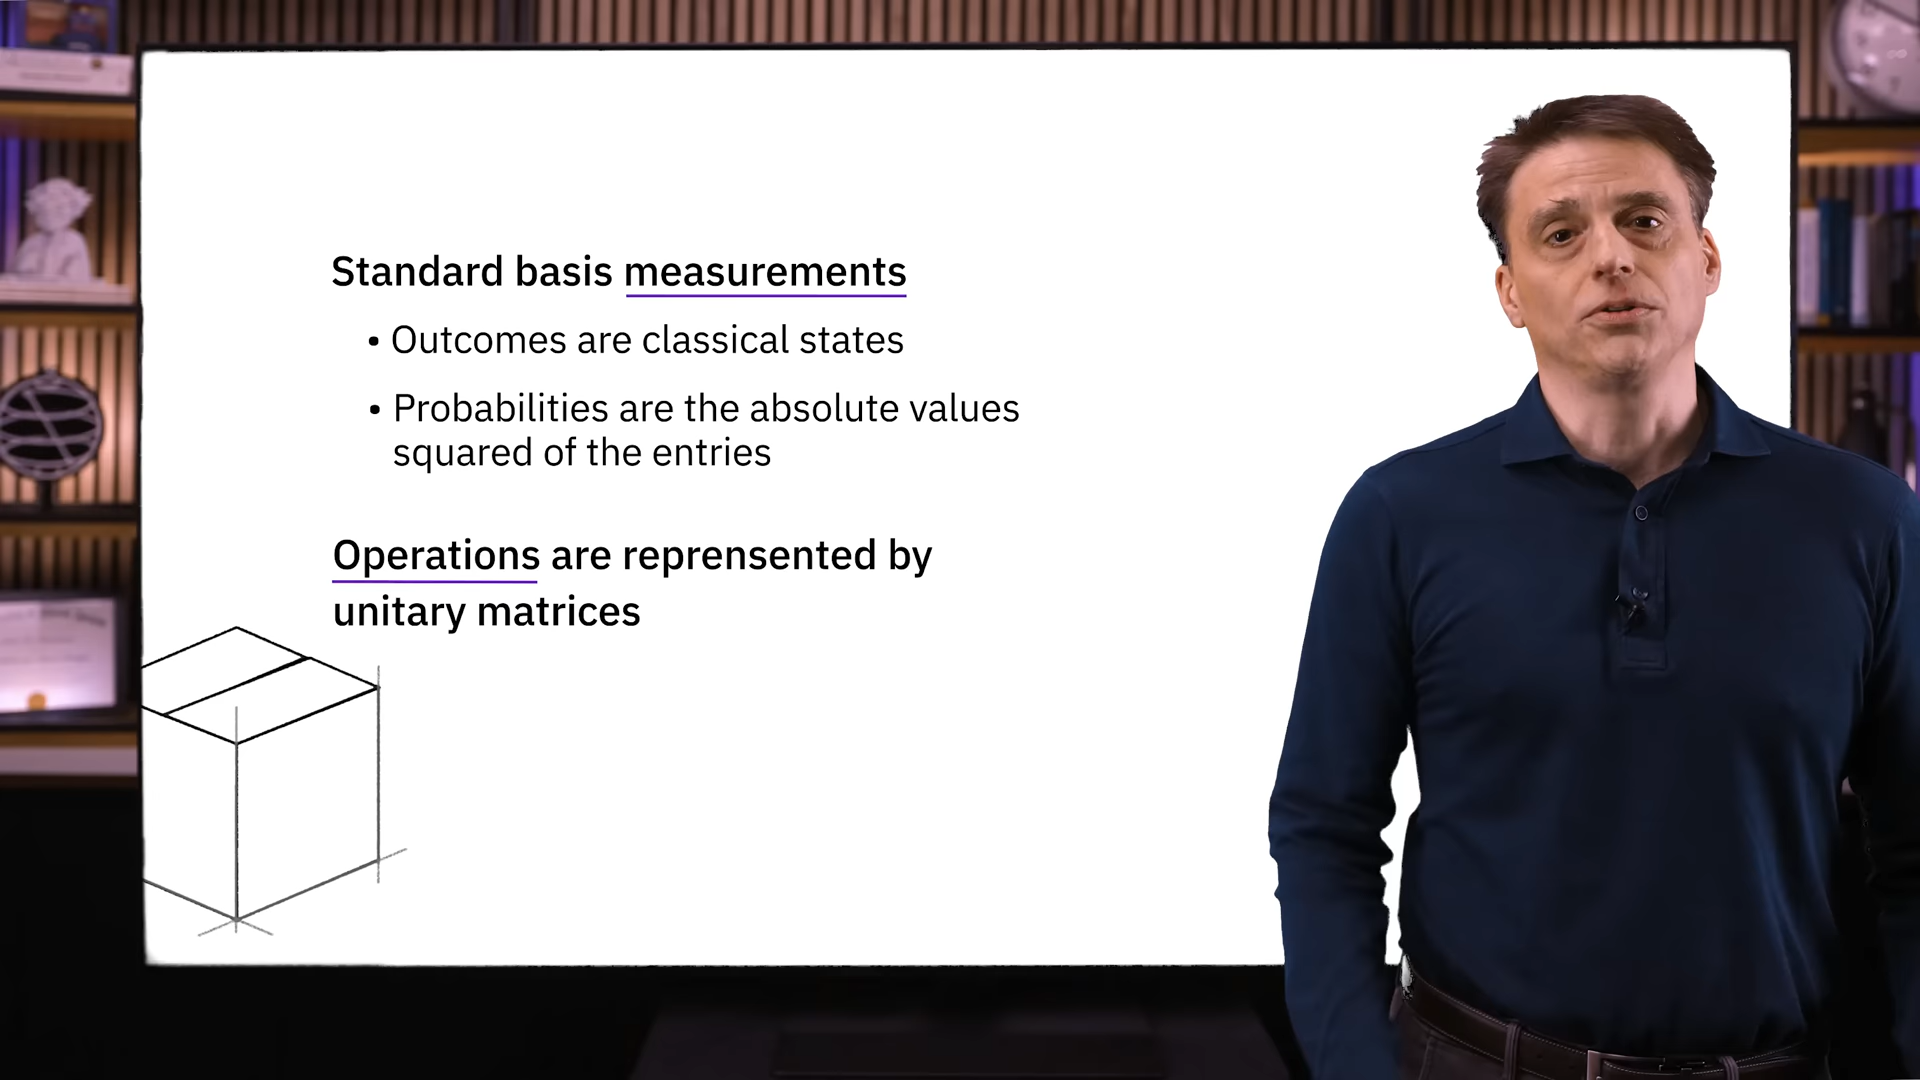 Standard basis measurements
• Outcomes are classical states
• Probabilities are the absolute values
squared of the entries
Operations are reprensented by
unitary matrices